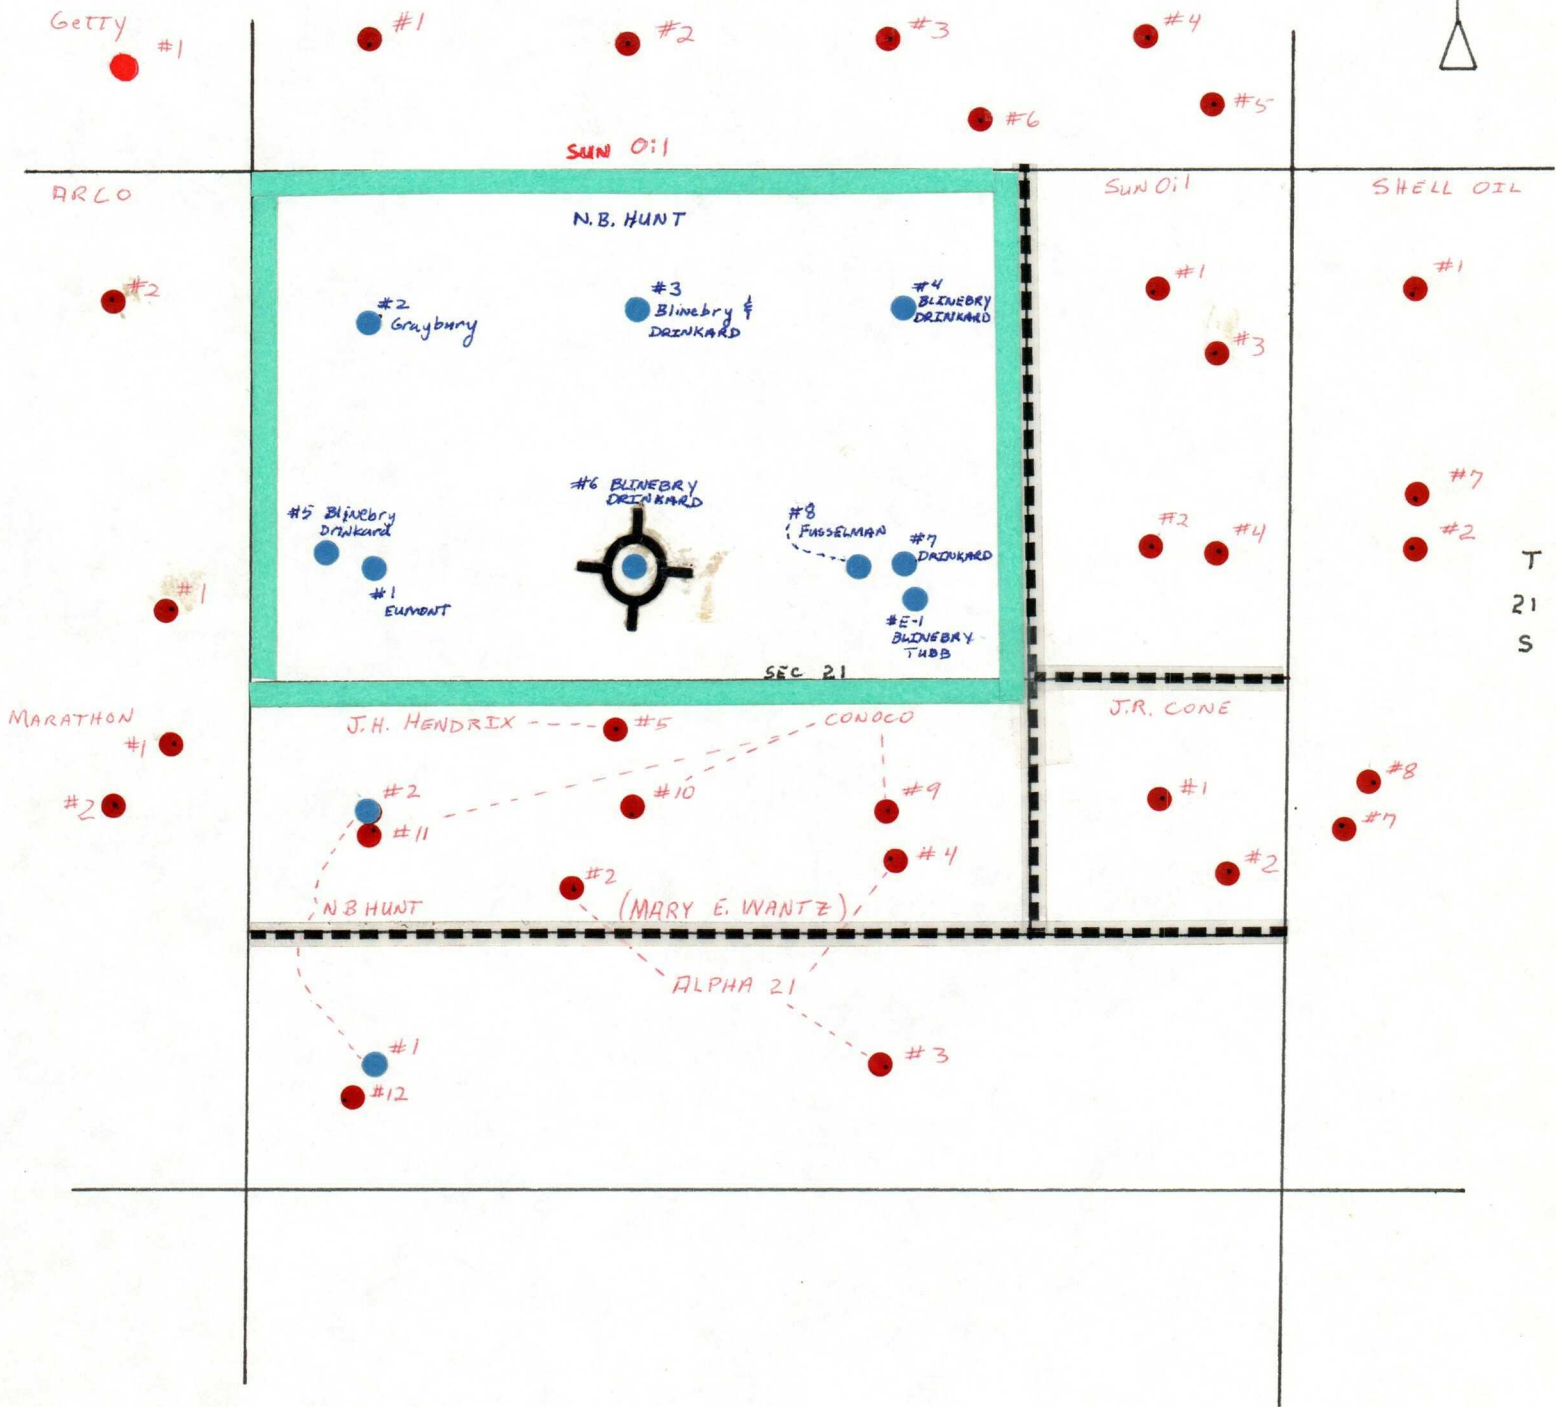 GETTY
#1
#1
#2
#3
#4
#5
#6
SUN Oil
ARCO
SUN Oil
SHELL OIL
N.B. HUNT
#2
#2
Grayburg
#3
Blinebry &
DRINKARD
#4
BLINEBRY
DRINKARD
#1
#3
#1
#5 Blinebry
Drinkard
#6 BLINEBRY
DRINKARD
#8
FUSSELMAN
#7
DRINKARD
#2
#4
#7
#2
T
21
S
#1
#1
EUMONT
#E-1
BLINEBRY
TUBB
SEC 21
MARATHON
#1
#2
J.H. HENDRIX
#5
CONOCO
J.R. CONE
#2
#11
#10
#9
#4
#1
#2
#8
#7
#2
NB HUNT
(MARY E. WANTZ)
ALPHA 21
#1
#12
#3